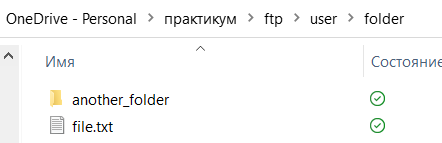 OneDrive - Personal > практикум > ftp > user > folder
Имя Состояние
another_folder
file.txt